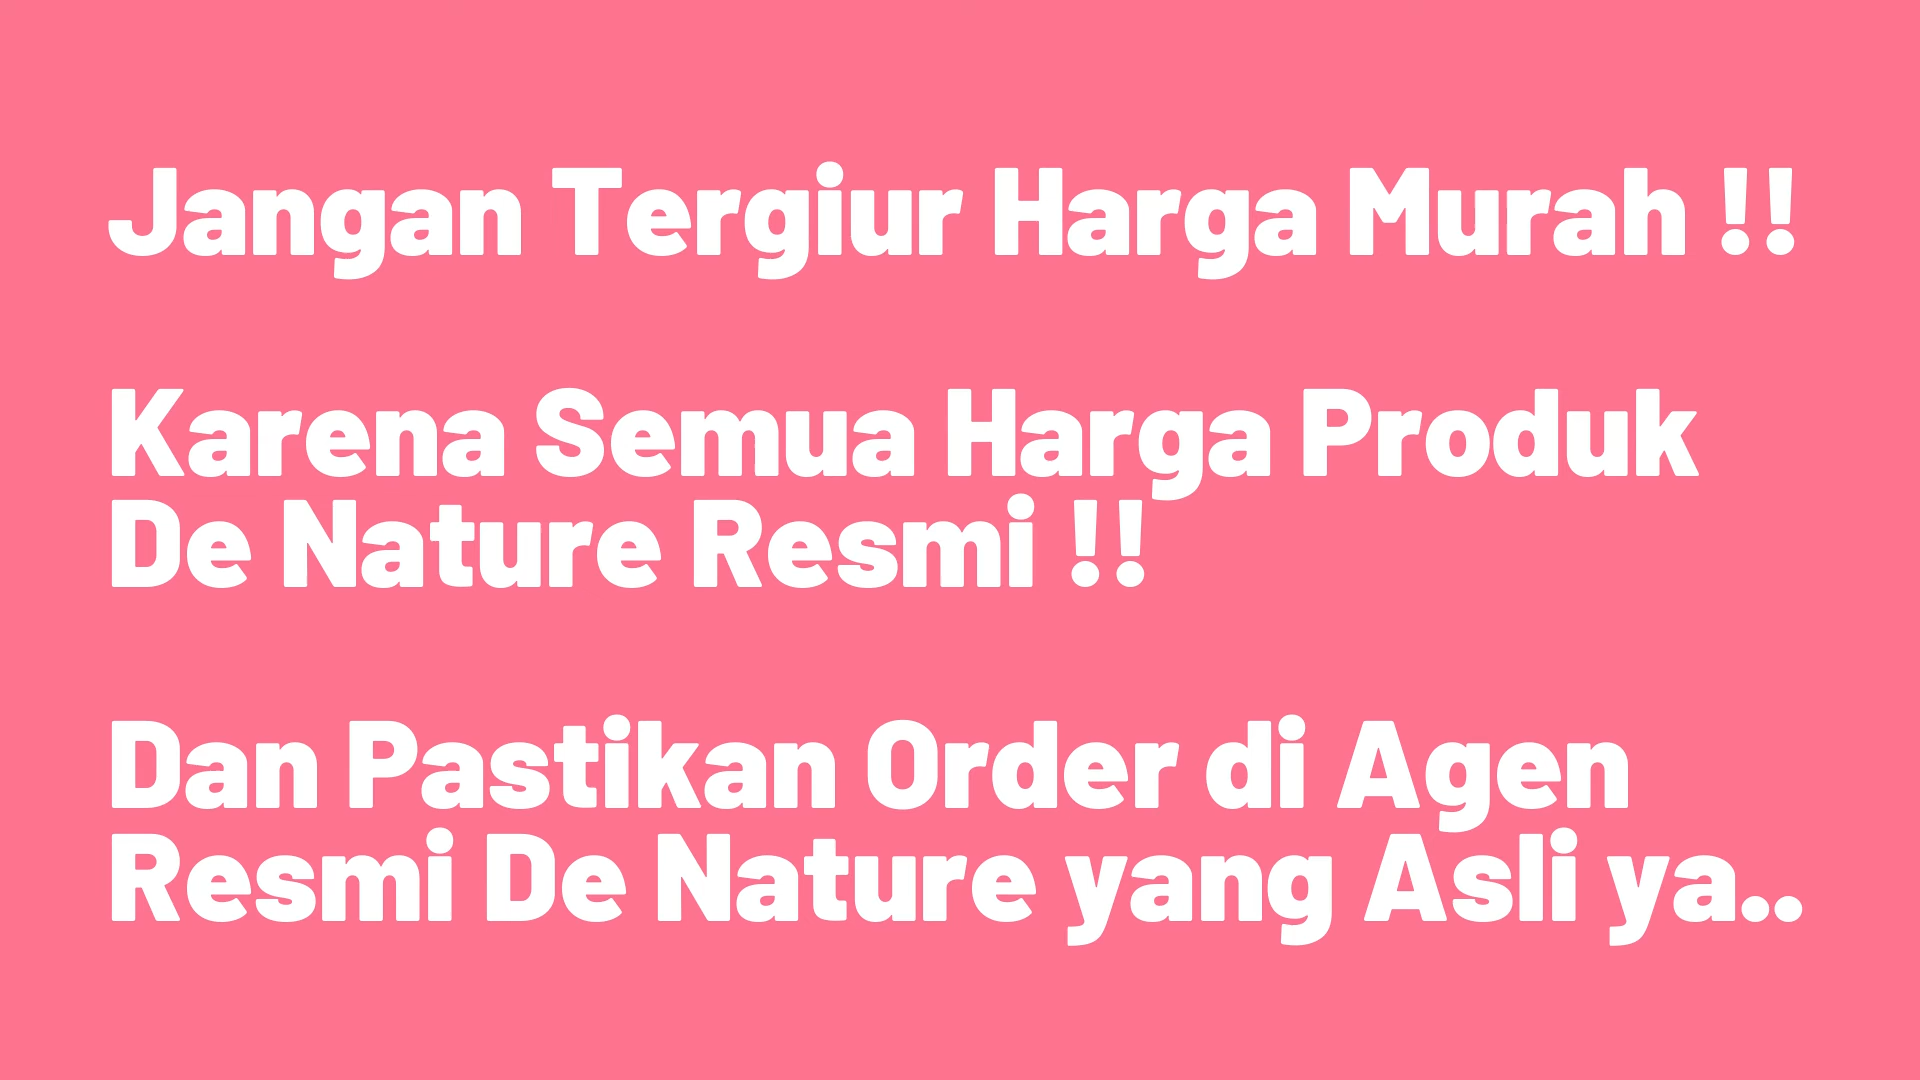 Jangan Tergiur Harga Murah !!
Karena Semua Harga Produk
De Nature Resmi !!
Dan Pastikan Order di Agen
Resmi De Nature yang Asli ya..